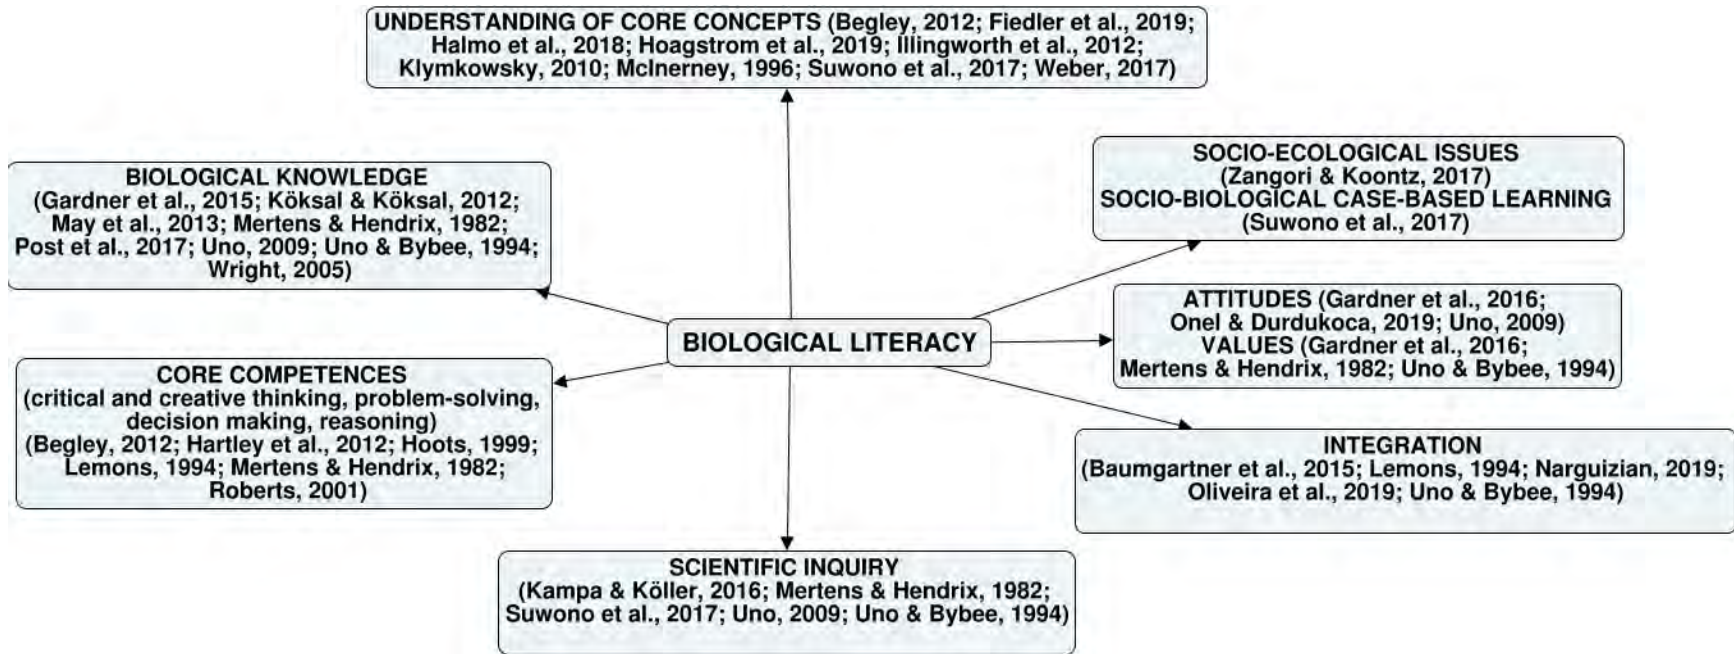 UNDERSTANDING OF CORE CONCEPTS (Begley, 2012; Fiedler et al., 2019;
Halmo et al., 2018; Hoagstrom et al., 2019; Illingworth et al., 2012;
Klymkowsky, 2010; McInerney, 1996; Suwono et al., 2017; Weber, 2017)
BIOLOGICAL KNOWLEDGE
(Gardner et al., 2015; Köksal & Köksal, 2012;
May et al., 2013; Mertens & Hendrix, 1982;
Post et al., 2017; Uno, 2009; Uno & Bybee, 1994;
Wright, 2005)
SOCIO-ECOLOGICAL ISSUES
(Zangori & Koontz, 2017)
SOCIO-BIOLOGICAL CASE-BASED LEARNING
(Suwono et al., 2017)
BIOLOGICAL LITERACY
ATTITUDES (Gardner et al., 2016;
Onel & Durdukoca, 2019; Uno, 2009)
VALUES (Gardner et al., 2016;
Mertens & Hendrix, 1982; Uno & Bybee, 1994)
CORE COMPETENCES
(critical and creative thinking, problem-solving,
decision making, reasoning)
(Begley, 2012; Hartley et al., 2012; Hoots, 1999;
Lemons, 1994; Mertens & Hendrix, 1982;
Roberts, 2001)
INTEGRATION
(Baumgartner et al., 2015; Lemons, 1994; Narguizian, 2019;
Oliveira et al., 2019; Uno & Bybee, 1994)
SCIENTIFIC INQUIRY
(Kampa & Köller, 2016; Mertens & Hendrix, 1982;
Suwono et al., 2017; Uno, 2009; Uno & Bybee, 1994)